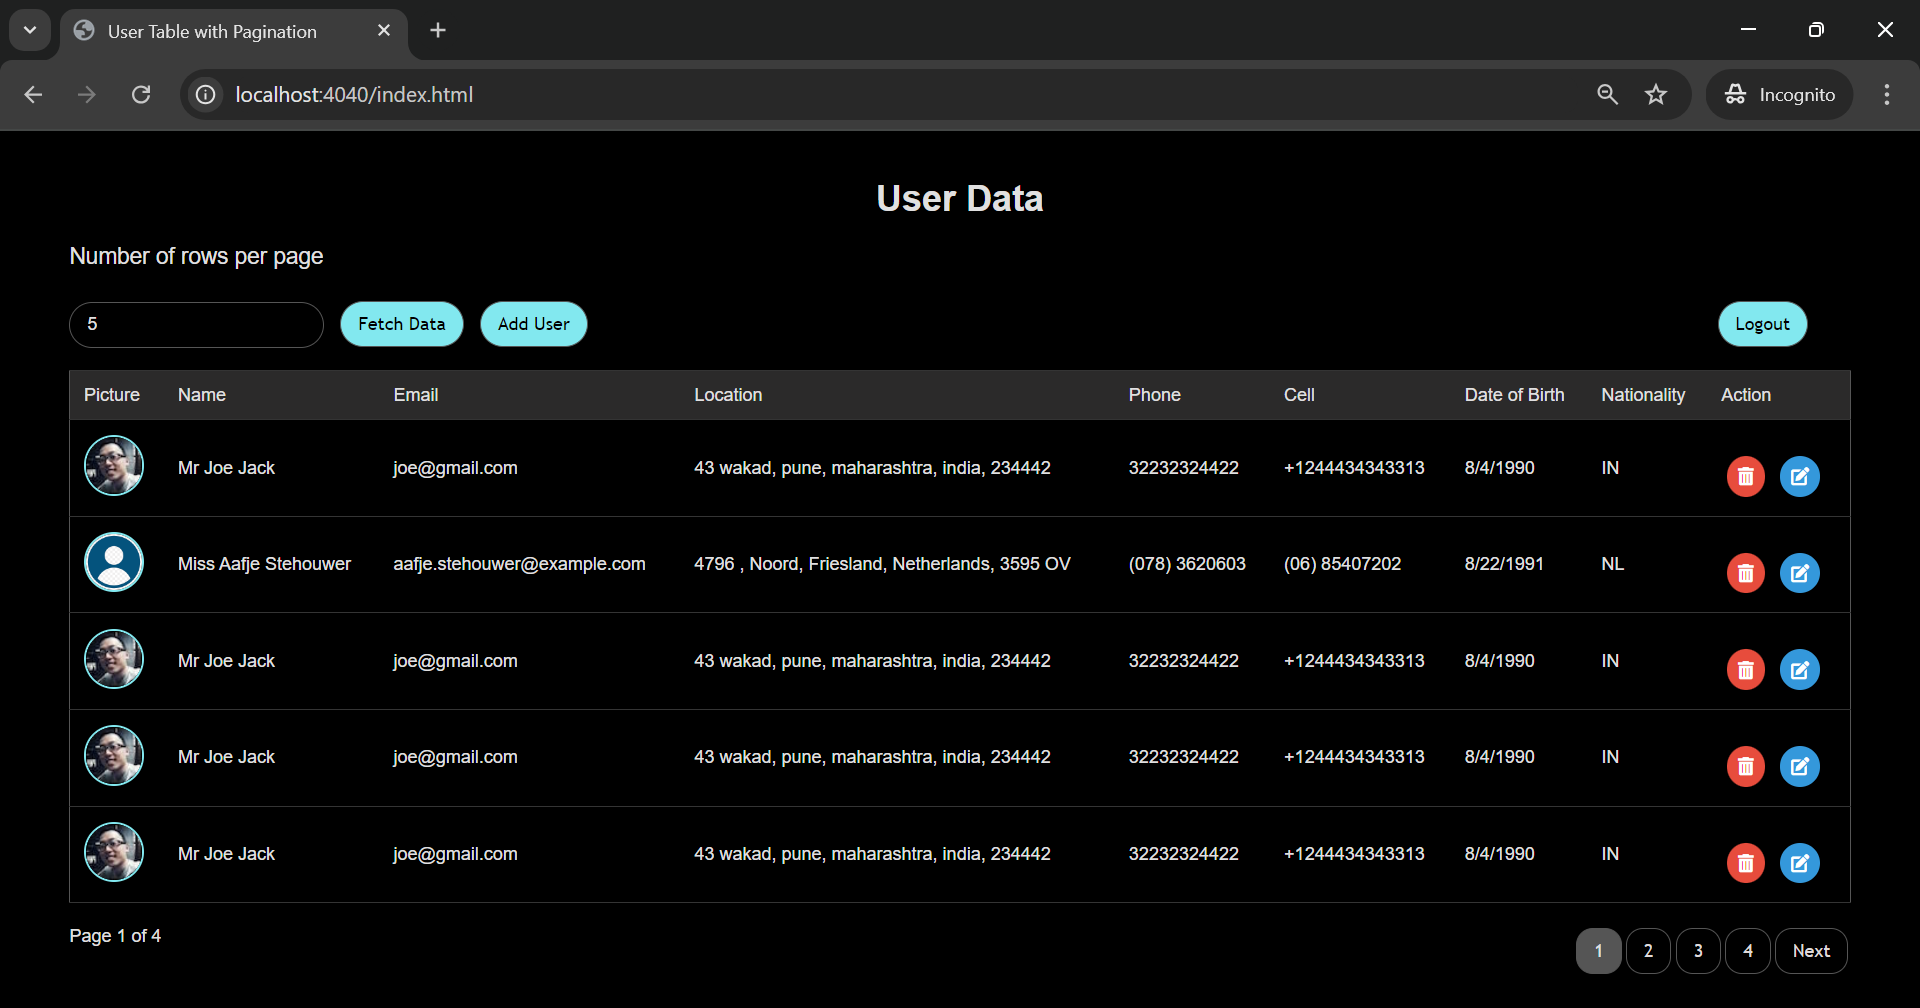 User Table with Pagination
localhost:4040/index.html
Incognito
User Data
Number of rows per page
5 Fetch Data Add User Logout
Picture Name Email Location Phone Cell Date of Birth Nationality Action
Mr Joe Jack joe@gmail.com 43 wakad, pune, maharashtra, india, 234442 32232324422 +1244434343313 8/4/1990 IN
Miss Aafje Stehouwer aafje.stehouwer@example.com 4796 , Noord, Friesland, Netherlands, 3595 OV (078) 3620603 (06) 85407202 8/22/1991 NL
Mr Joe Jack joe@gmail.com 43 wakad, pune, maharashtra, india, 234442 32232324422 +1244434343313 8/4/1990 IN
Mr Joe Jack joe@gmail.com 43 wakad, pune, maharashtra, india, 234442 32232324422 +1244434343313 8/4/1990 IN
Mr Joe Jack joe@gmail.com 43 wakad, pune, maharashtra, india, 234442 32232324422 +1244434343313 8/4/1990 IN
Page 1 of 4
1 2 3 4 Next